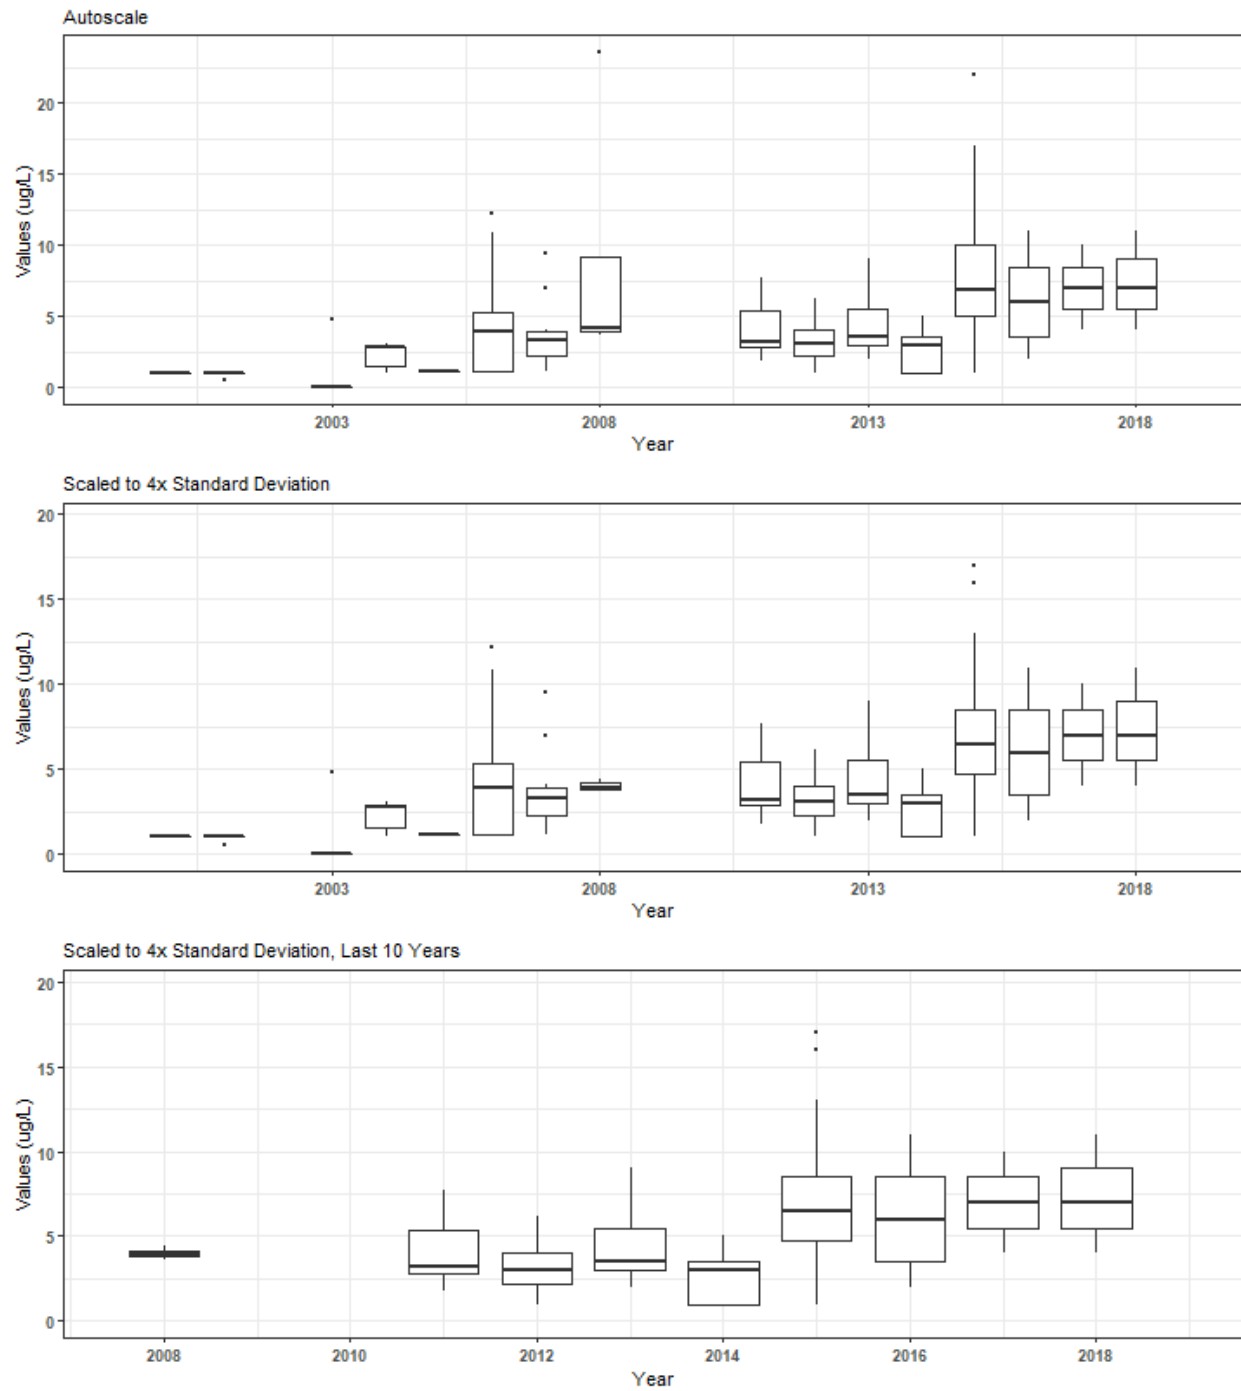 Autoscale
20
15
10
5
0
Values (ug/L)
2003 2008 2013 2018
Year
Scaled to 4x Standard Deviation
20
15
10
5
0
Values (ug/L)
2003 2008 2013 2018
Year
Scaled to 4x Standard Deviation, Last 10 Years
20
15
10
5
0
Values (ug/L)
2008 2010 2012 2014 2016 2018
Year